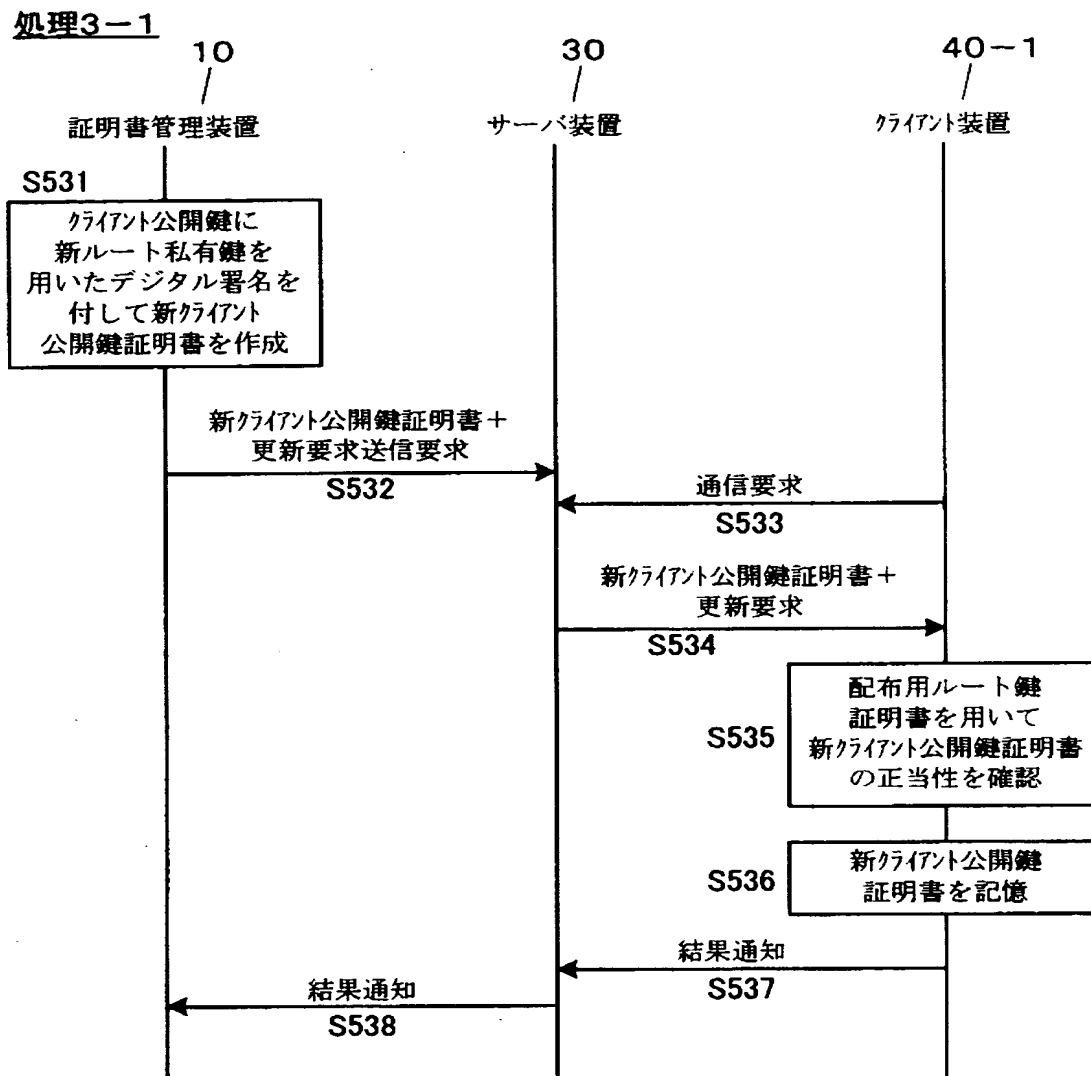 処理3-1
10
30
40-1
証明書管理装置
サーバ装置
クライアント装置
S531
クライアント公開鍵に
新ルート私有鍵を
用いたデジタル署名を
付して新クライアント
公開鍵証明書を作成
新クライアント公開鍵証明書+
更新要求送信要求
S532
通信要求
S533
新クライアント公開鍵証明書+
更新要求
S534
S535
配布用ルート鍵
証明書を用いて
新クライアント公開鍵証明書
の正当性を確認
S536
新クライアント公開鍵
証明書を記憶
結果通知
S537
結果通知
S538